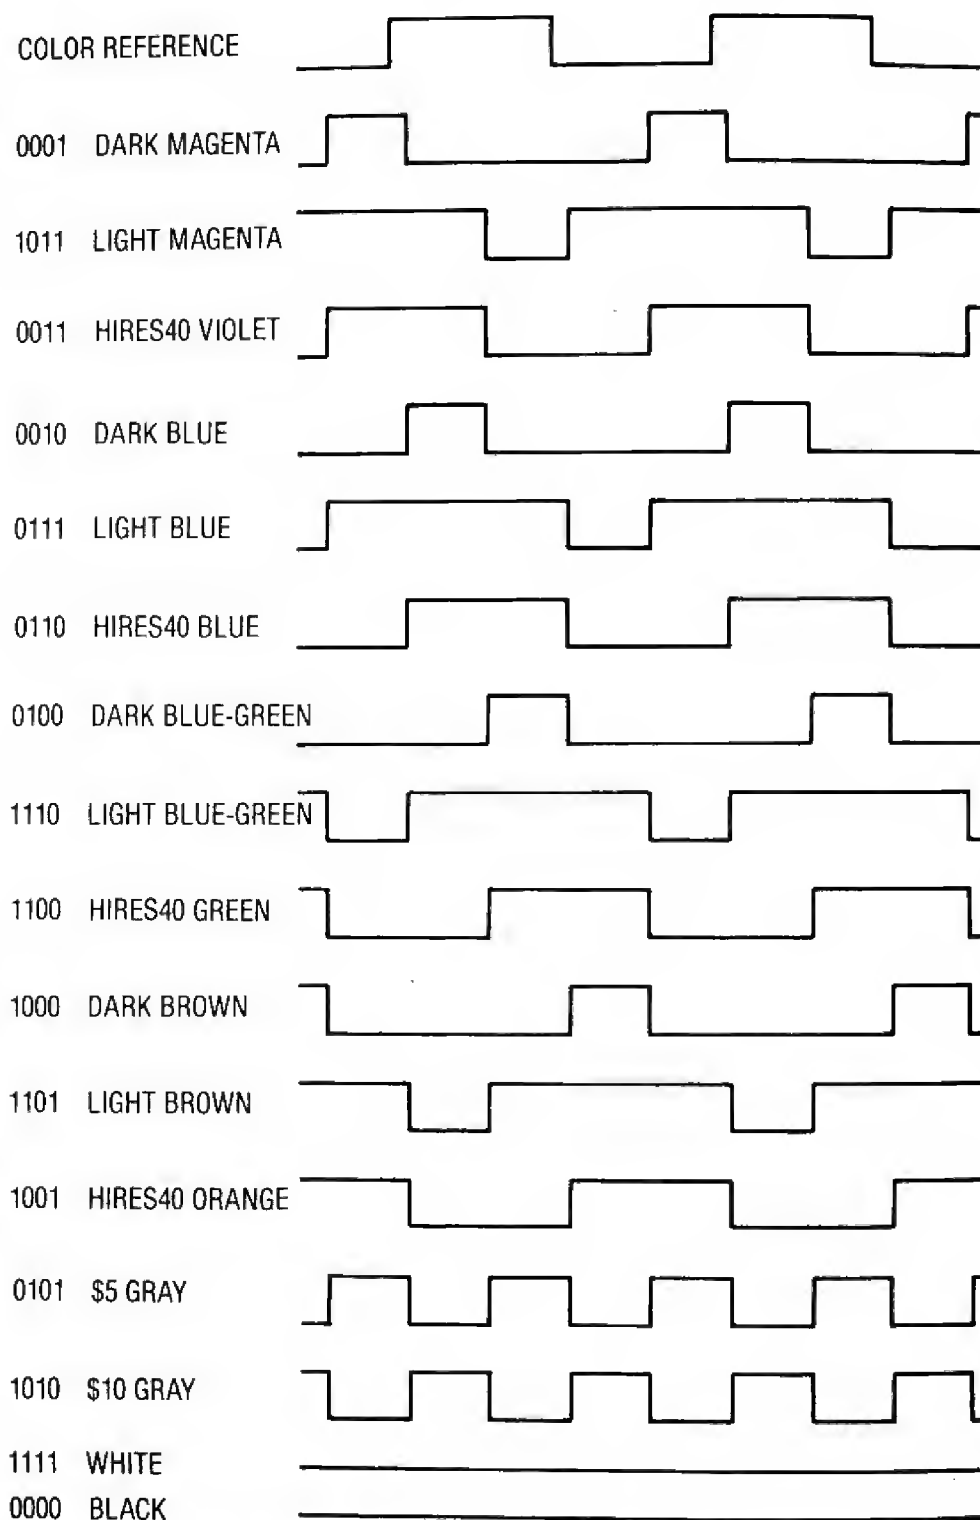 COLOR REFERENCE
0001 DARK MAGENTA
1011 LIGHT MAGENTA
0011 HIRES40 VIOLET
0010 DARK BLUE
0111 LIGHT BLUE
0110 HIRES40 BLUE
0100 DARK BLUE-GREEN
1110 LIGHT BLUE-GREEN
1100 HIRES40 GREEN
1000 DARK BROWN
1101 LIGHT BROWN
1001 HIRES40 ORANGE
0101 $5 GRAY
1010 $10 GRAY
1111 WHITE
0000 BLACK